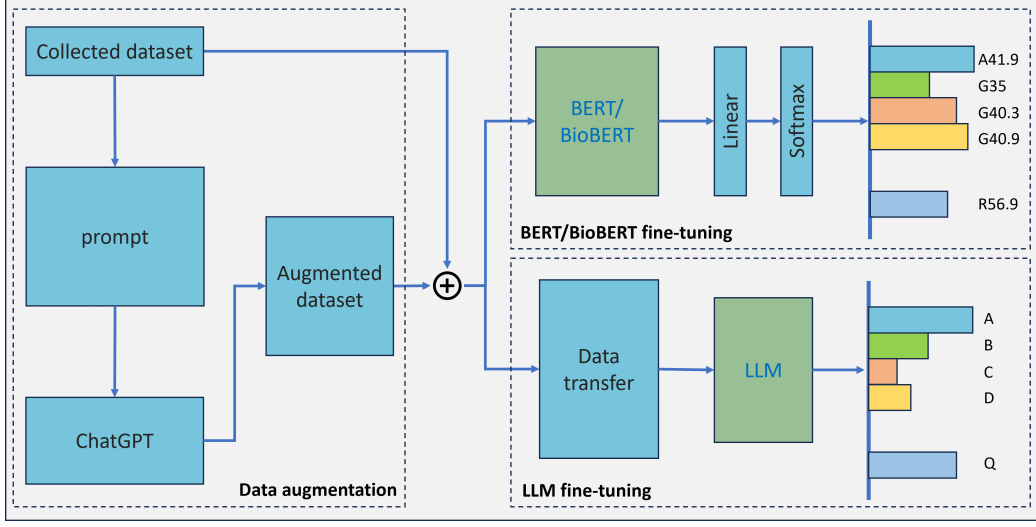 Collected dataset
prompt
ChatGPT
Augmented
dataset
Data augmentation
+
BERT/
BioBERT
Linear
Softmax
A41.9
G35
G40.3
G40.9
R56.9
BERT/BioBERT fine-tuning
Data
transfer
LLM
A
B
C
D
Q
LLM fine-tuning